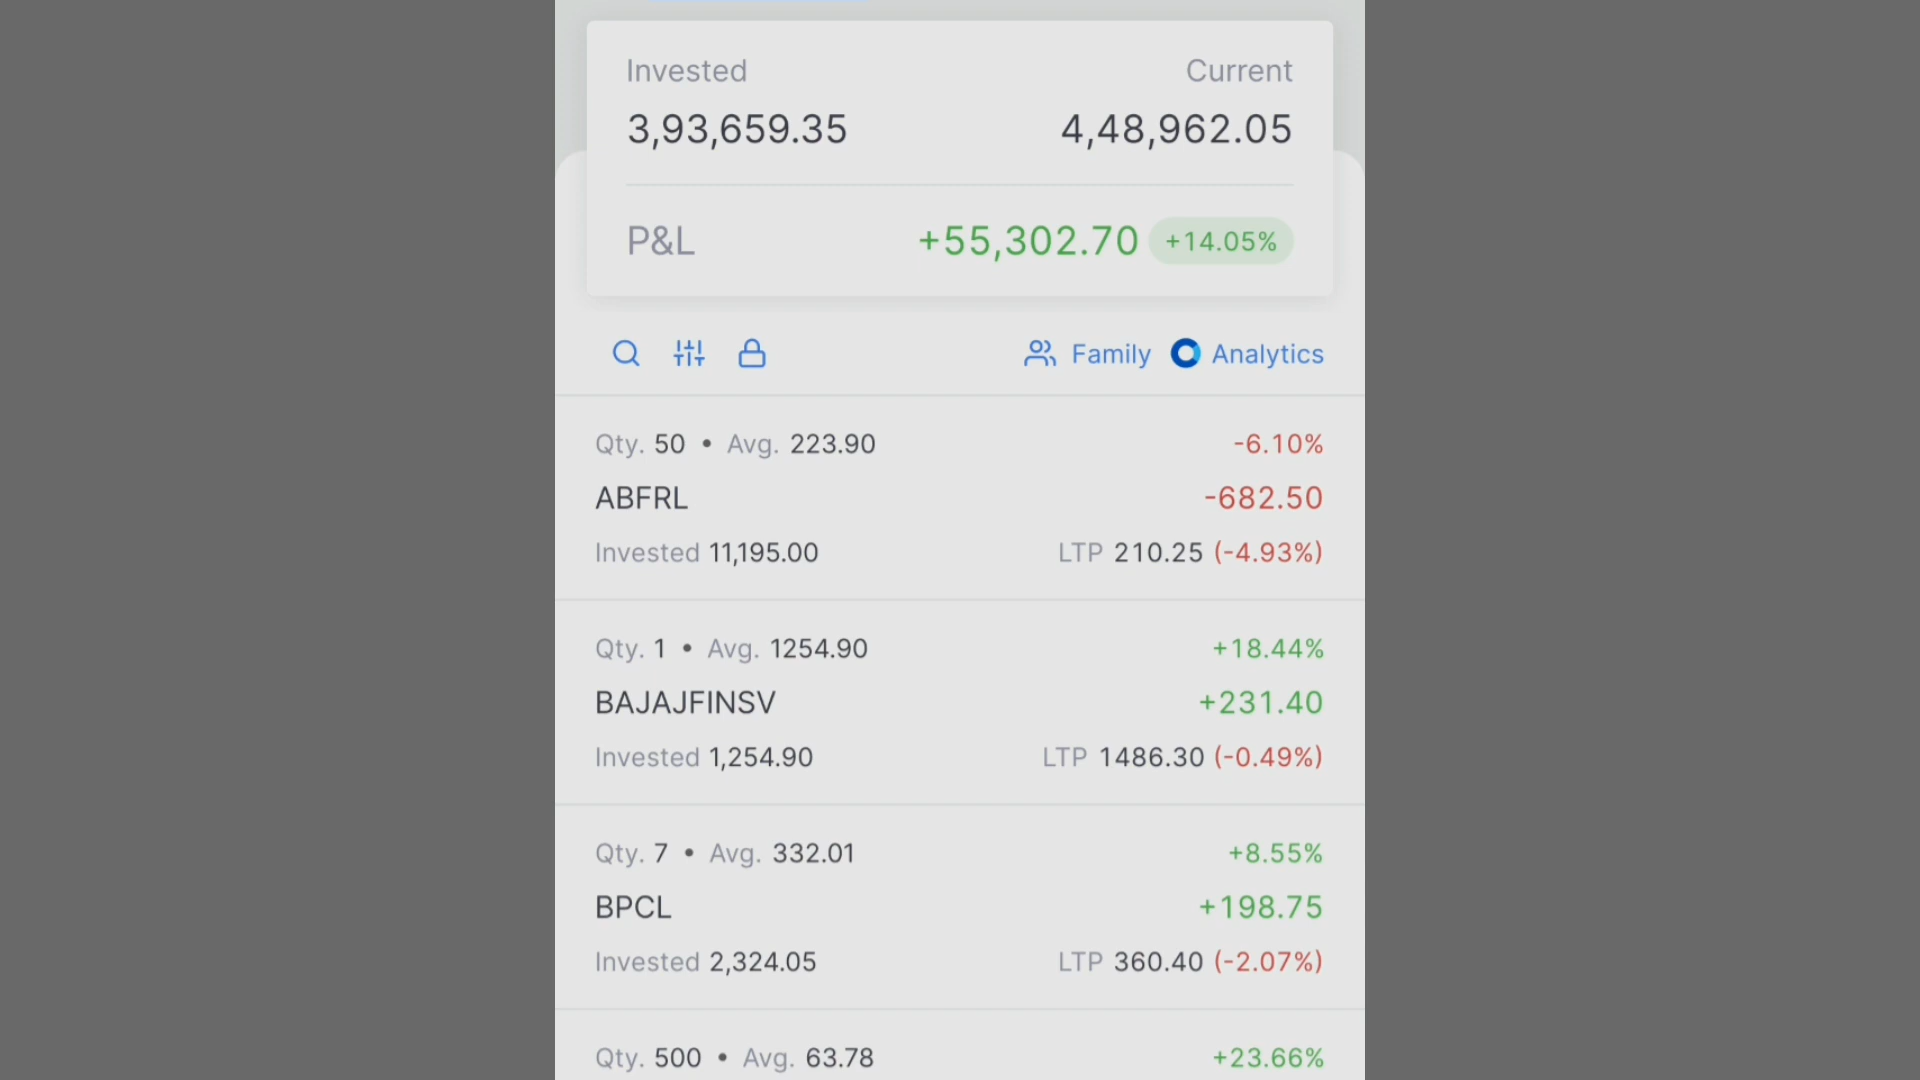 Invested Current
3,93,659.35 4,48,962.05
P&L +55,302.70 +14.05%
Family Analytics
Qty. 50 • Avg. 223.90 -6.10%
ABFRL -682.50
Invested 11,195.00 LTP 210.25 (-4.93%)
Qty. 1 • Avg. 1254.90 +18.44%
BAJAJFINSV +231.40
Invested 1,254.90 LTP 1486.30 (-0.49%)
Qty. 7 • Avg. 332.01 +8.55%
BPCL +198.75
Invested 2,324.05 LTP 360.40 (-2.07%)
Qty. 500 • Avg. 63.78 +23.66%